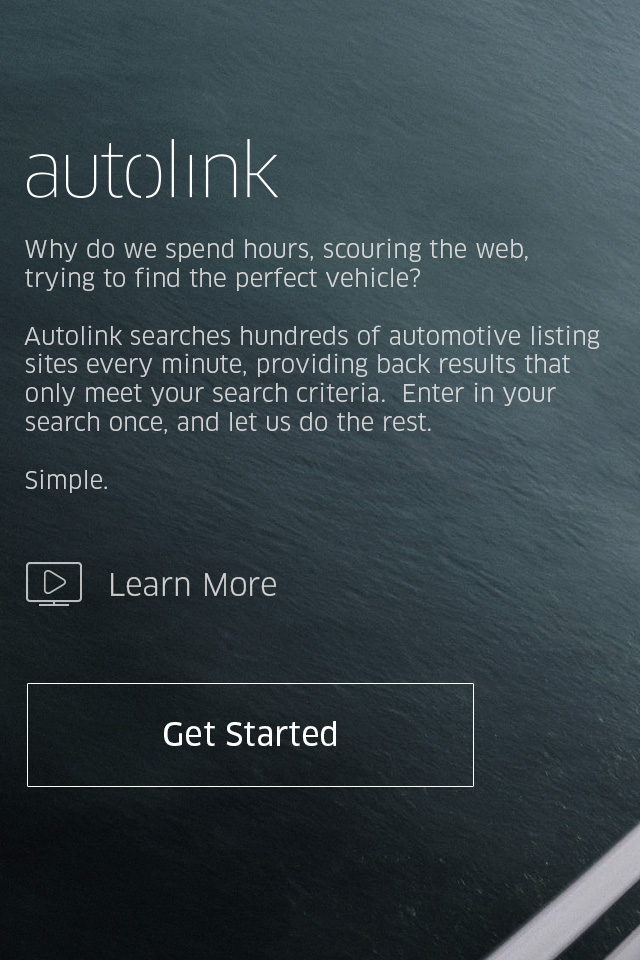 autolink
Why do we spend hours, scouring the web,
trying to find the perfect vehicle?
Autolink searches hundreds of automotive listing
sites every minute, providing back results that
only meet your search criteria.  Enter in your
search once, and let us do the rest.
Simple.
Learn More
Get Started